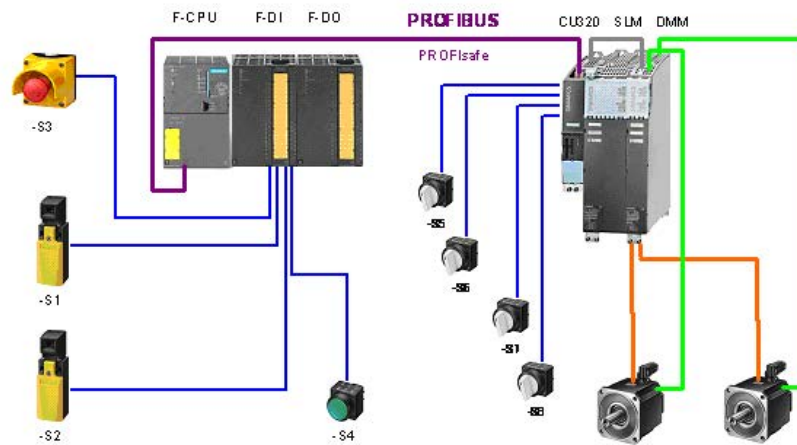 F-CPU F-DI F-DO PROFIBUS CU320 SLM DMM
PROFIsafe
-S3
-S5
-S6
-S1
-S7
-S8
-S2
-S4